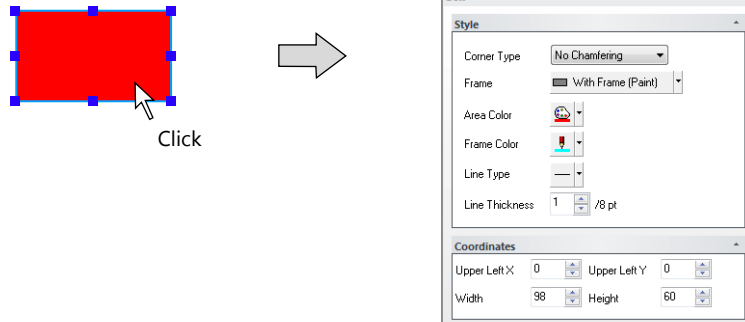 Click
Style
Corner Type No Chamfering
Frame With Frame (Paint)
Area Color
Frame Color
Line Type
Line Thickness 1 /8 pt
Coordinates
Upper Left X 0 Upper Left Y 0
Width 98 Height 60